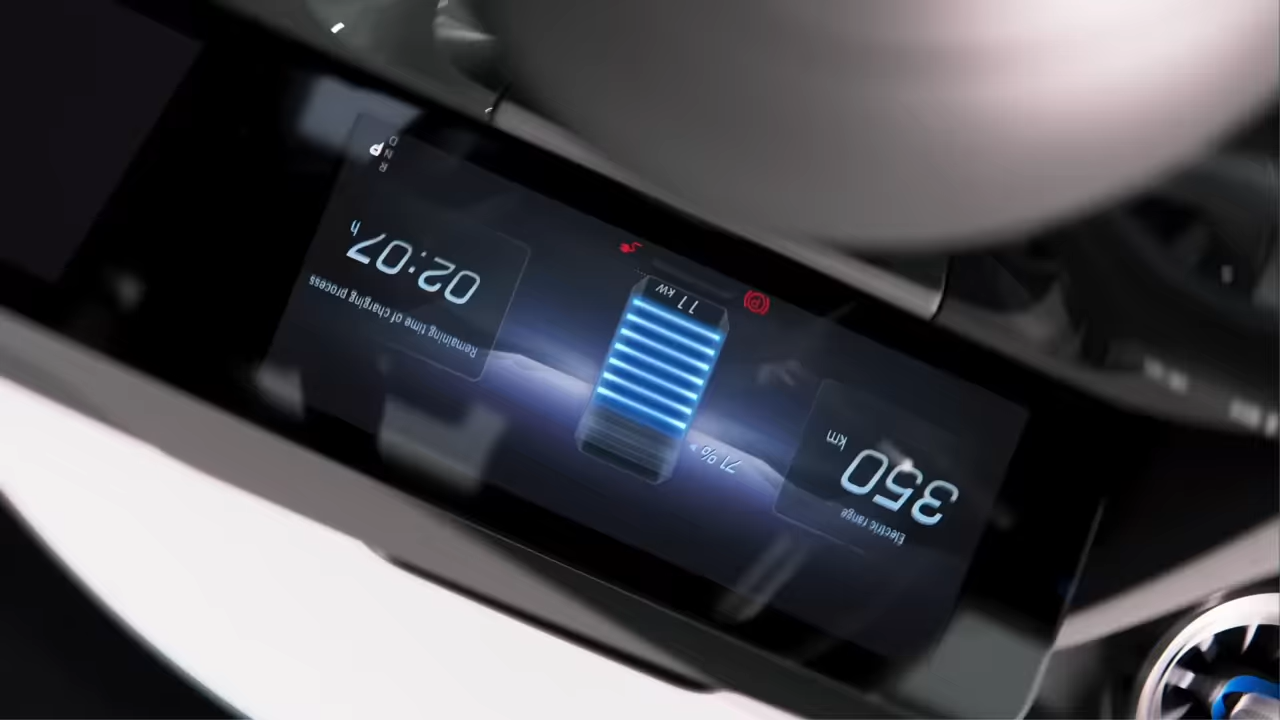 Electric range
350 km
71 %
11 kW
Remaining time of charging process
02:07 h
R
N
D
P